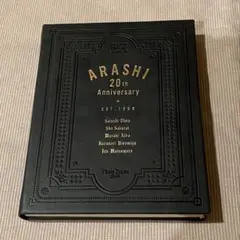 ARASHI
20th
Anniversary
EST. 1999
Satoshi Ohno
Sho Sakurai
Masaki Aiba
Kazunari Ninomiya
Jun Matsumoto